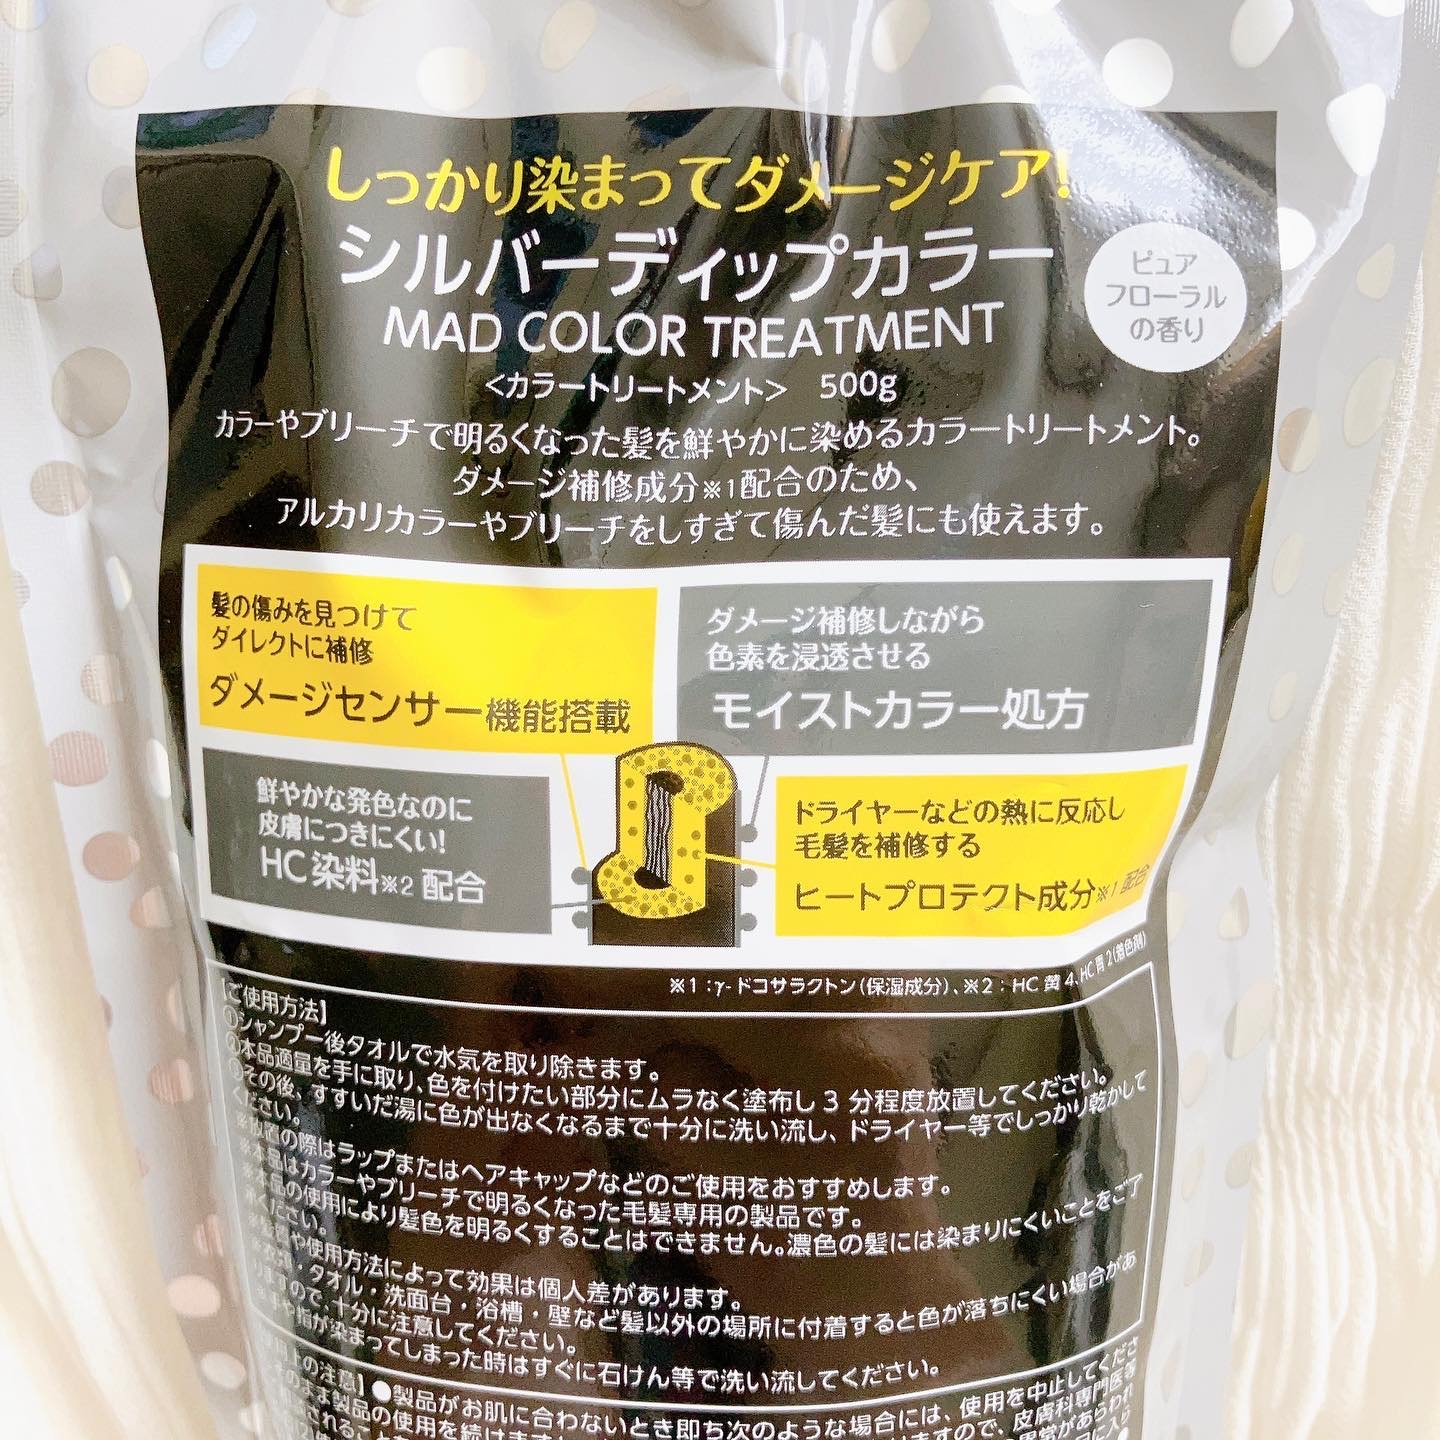 しっかり染まってダメージケア!
シルバーディップカラー
MAD COLOR TREATMENT
ピュア
フローラル
の香り
<カラートリートメント> 500g
カラーやブリーチで明るくなった髪を鮮やかに染めるカラートリートメント。
ダメージ補修成分※1配合のため、
アルカリカラーやブリーチをしすぎて傷んだ髪にも使えます。
髪の傷みを見つけて
ダイレクトに補修
ダメージセンサー機能搭載
ダメージ補修しながら
色素を浸透させる
モイストカラー処方
鮮やかな発色なのに
皮膚につきにくい!
HC染料※2 配合
ドライヤーなどの熱に反応し
毛髪を補修する
ヒートプロテクト成分※1配合
※1:γ-ドコサラクトン(保湿成分)、※2:HC 黄 4、HC 青 2(着色剤)
【ご使用方法】
①シャンプー後タオルで水気を取り除きます。
②本品適量を手に取り、色を付けたい部分にムラなく塗布し 3 分程度放置してください。
③その後、すすいだ湯に色が出なくなるまで十分に洗い流し、ドライヤー等でしっかり乾かして
ください。
※放置の際はラップまたはヘアキャップなどのご使用をおすすめします。
※本品はカラーやブリーチで明るくなった毛髪専用の製品です。
※本品の使用により髪色を明るくすることはできません。濃色の髪には染まりにくいことをご了
承ください。
※髪質や使用方法によって効果は個人差があります。
・タオル・洗面台・浴槽・壁など髪以外の場所に付着すると色が落ちにくい場合があ
りますので、十分に注意してください。
※手や指が染まってしまった時はすぐに石けん等で洗い流してください。
の注意】●製品がお肌に合わないとき即ち次のような場合には、使用を中止してくださ
そのまま製品の使用を続けますと
ますので、皮膚科専門医等